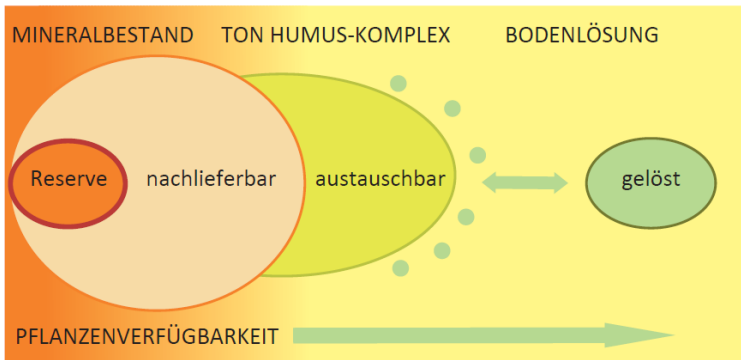 MINERALBESTAND TON HUMUS-KOMPLEX BODENLÖSUNG
Reserve nachlieferbar austauschbar gelöst
PFLANZENVERFÜGBARKEIT